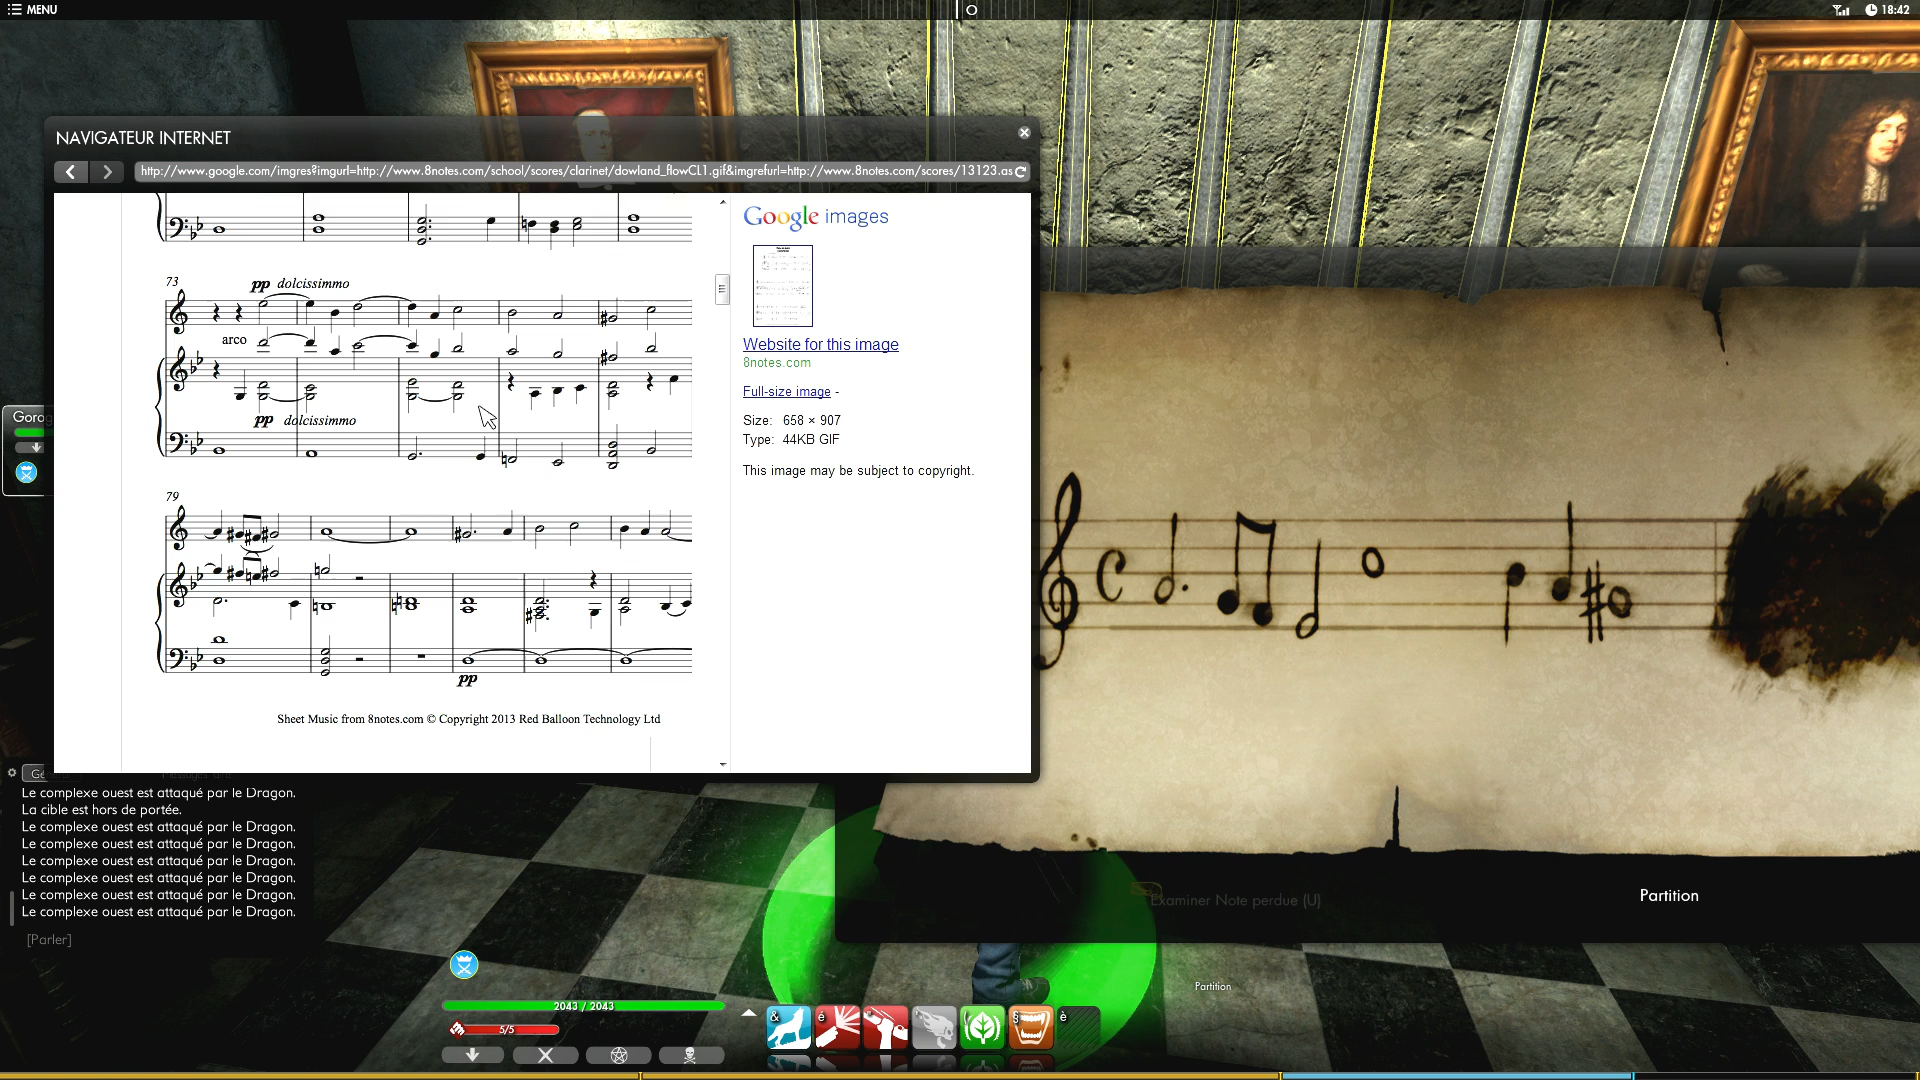 MENU
18:42
NAVIGATEUR INTERNET
http://www.google.com/imgres?imgurl=http://www.8notes.com/school/scores/clarinet/dowland_flowCL1.gif&imgrefurl=http://www.8notes.com/scores/13123.as
Google images
73
pp dolcissimo
arco
pp dolcissimo
79
pp
Sheet Music from 8notes.com © Copyright 2013 Red Balloon Technology Ltd
Website for this image
8notes.com
Full-size image -
Size: 658 × 907
Type: 44KB GIF
This image may be subject to copyright.
Le complexe ouest est attaqué par le Dragon.
La cible est hors de portée.
Le complexe ouest est attaqué par le Dragon.
Le complexe ouest est attaqué par le Dragon.
Le complexe ouest est attaqué par le Dragon.
Le complexe ouest est attaqué par le Dragon.
Le complexe ouest est attaqué par le Dragon.
Le complexe ouest est attaqué par le Dragon.
[Parler]
Examiner Note perdue (U)
Partition
Partition
2043 / 2043
5/5
& é " § è